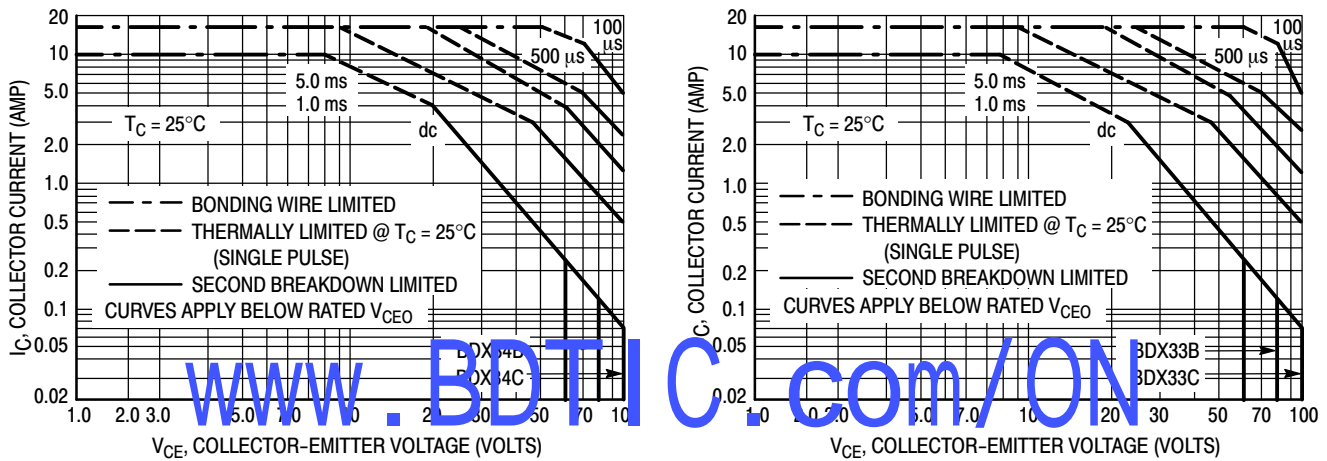 20
10
5.0
2.0
1.0
0.5
0.2
0.1
0.05
0.02
I_C, COLLECTOR CURRENT (AMP)
100
µs
500 µs
5.0 ms
1.0 ms
dc
T_C = 25°C
BONDING WIRE LIMITED
THERMALLY LIMITED @ T_C = 25°C
(SINGLE PULSE)
SECOND BREAKDOWN LIMITED
CURVES APPLY BELOW RATED V_CEO
BDX34B
BDX34C
1.0 2.0 3.0 5.0 10 20 30 50 70 100
V_CE, COLLECTOR-EMITTER VOLTAGE (VOLTS)
20
10
5.0
2.0
1.0
0.5
0.2
0.1
0.05
0.02
I_C, COLLECTOR CURRENT (AMP)
100
µs
500 µs
5.0 ms
1.0 ms
dc
T_C = 25°C
BONDING WIRE LIMITED
THERMALLY LIMITED @ T_C = 25°C
(SINGLE PULSE)
SECOND BREAKDOWN LIMITED
CURVES APPLY BELOW RATED V_CEO
BDX33B
BDX33C
1.0 2.0 3.0 5.0 7.0 10 20 30 50 70 100
V_CE, COLLECTOR-EMITTER VOLTAGE (VOLTS)
www.BDTIC.com/ON